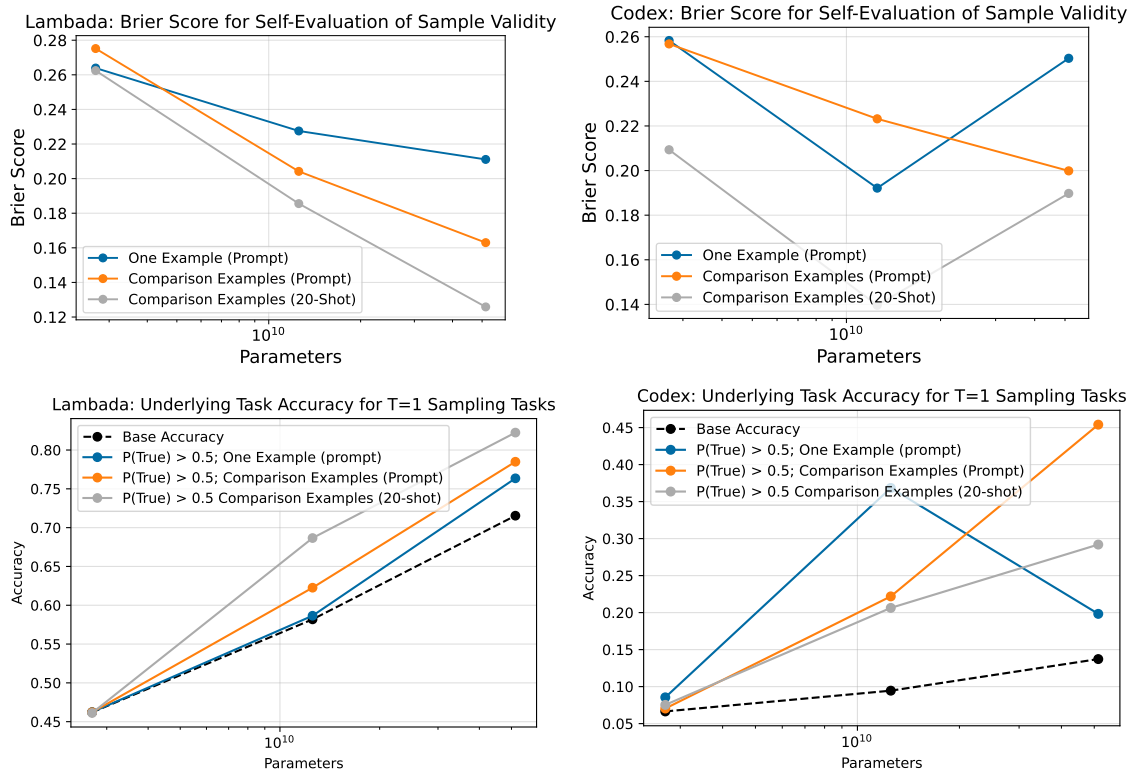 Lambada: Brier Score for Self-Evaluation of Sample Validity
0.28
0.26
0.24
0.22
0.20
0.18
0.16
0.14
0.12
Brier Score
One Example (Prompt)
Comparison Examples (Prompt)
Comparison Examples (20-Shot)
10^10
Parameters
Codex: Brier Score for Self-Evaluation of Sample Validity
0.26
0.24
0.22
0.20
0.18
0.16
0.14
Brier Score
One Example (Prompt)
Comparison Examples (Prompt)
Comparison Examples (20-Shot)
10^10
Parameters
Lambada: Underlying Task Accuracy for T=1 Sampling Tasks
0.80
0.75
0.70
0.65
0.60
0.55
0.50
0.45
Accuracy
Base Accuracy
P(True) > 0.5; One Example (prompt)
P(True) > 0.5; Comparison Examples (Prompt)
P(True) > 0.5 Comparison Examples (20-shot)
10^10
Parameters
Codex: Underlying Task Accuracy for T=1 Sampling Tasks
0.45
0.40
0.35
0.30
0.25
0.20
0.15
0.10
0.05
Accuracy
Base Accuracy
P(True) > 0.5; One Example (prompt)
P(True) > 0.5; Comparison Examples (Prompt)
P(True) > 0.5 Comparison Examples (20-shot)
10^10
Parameters